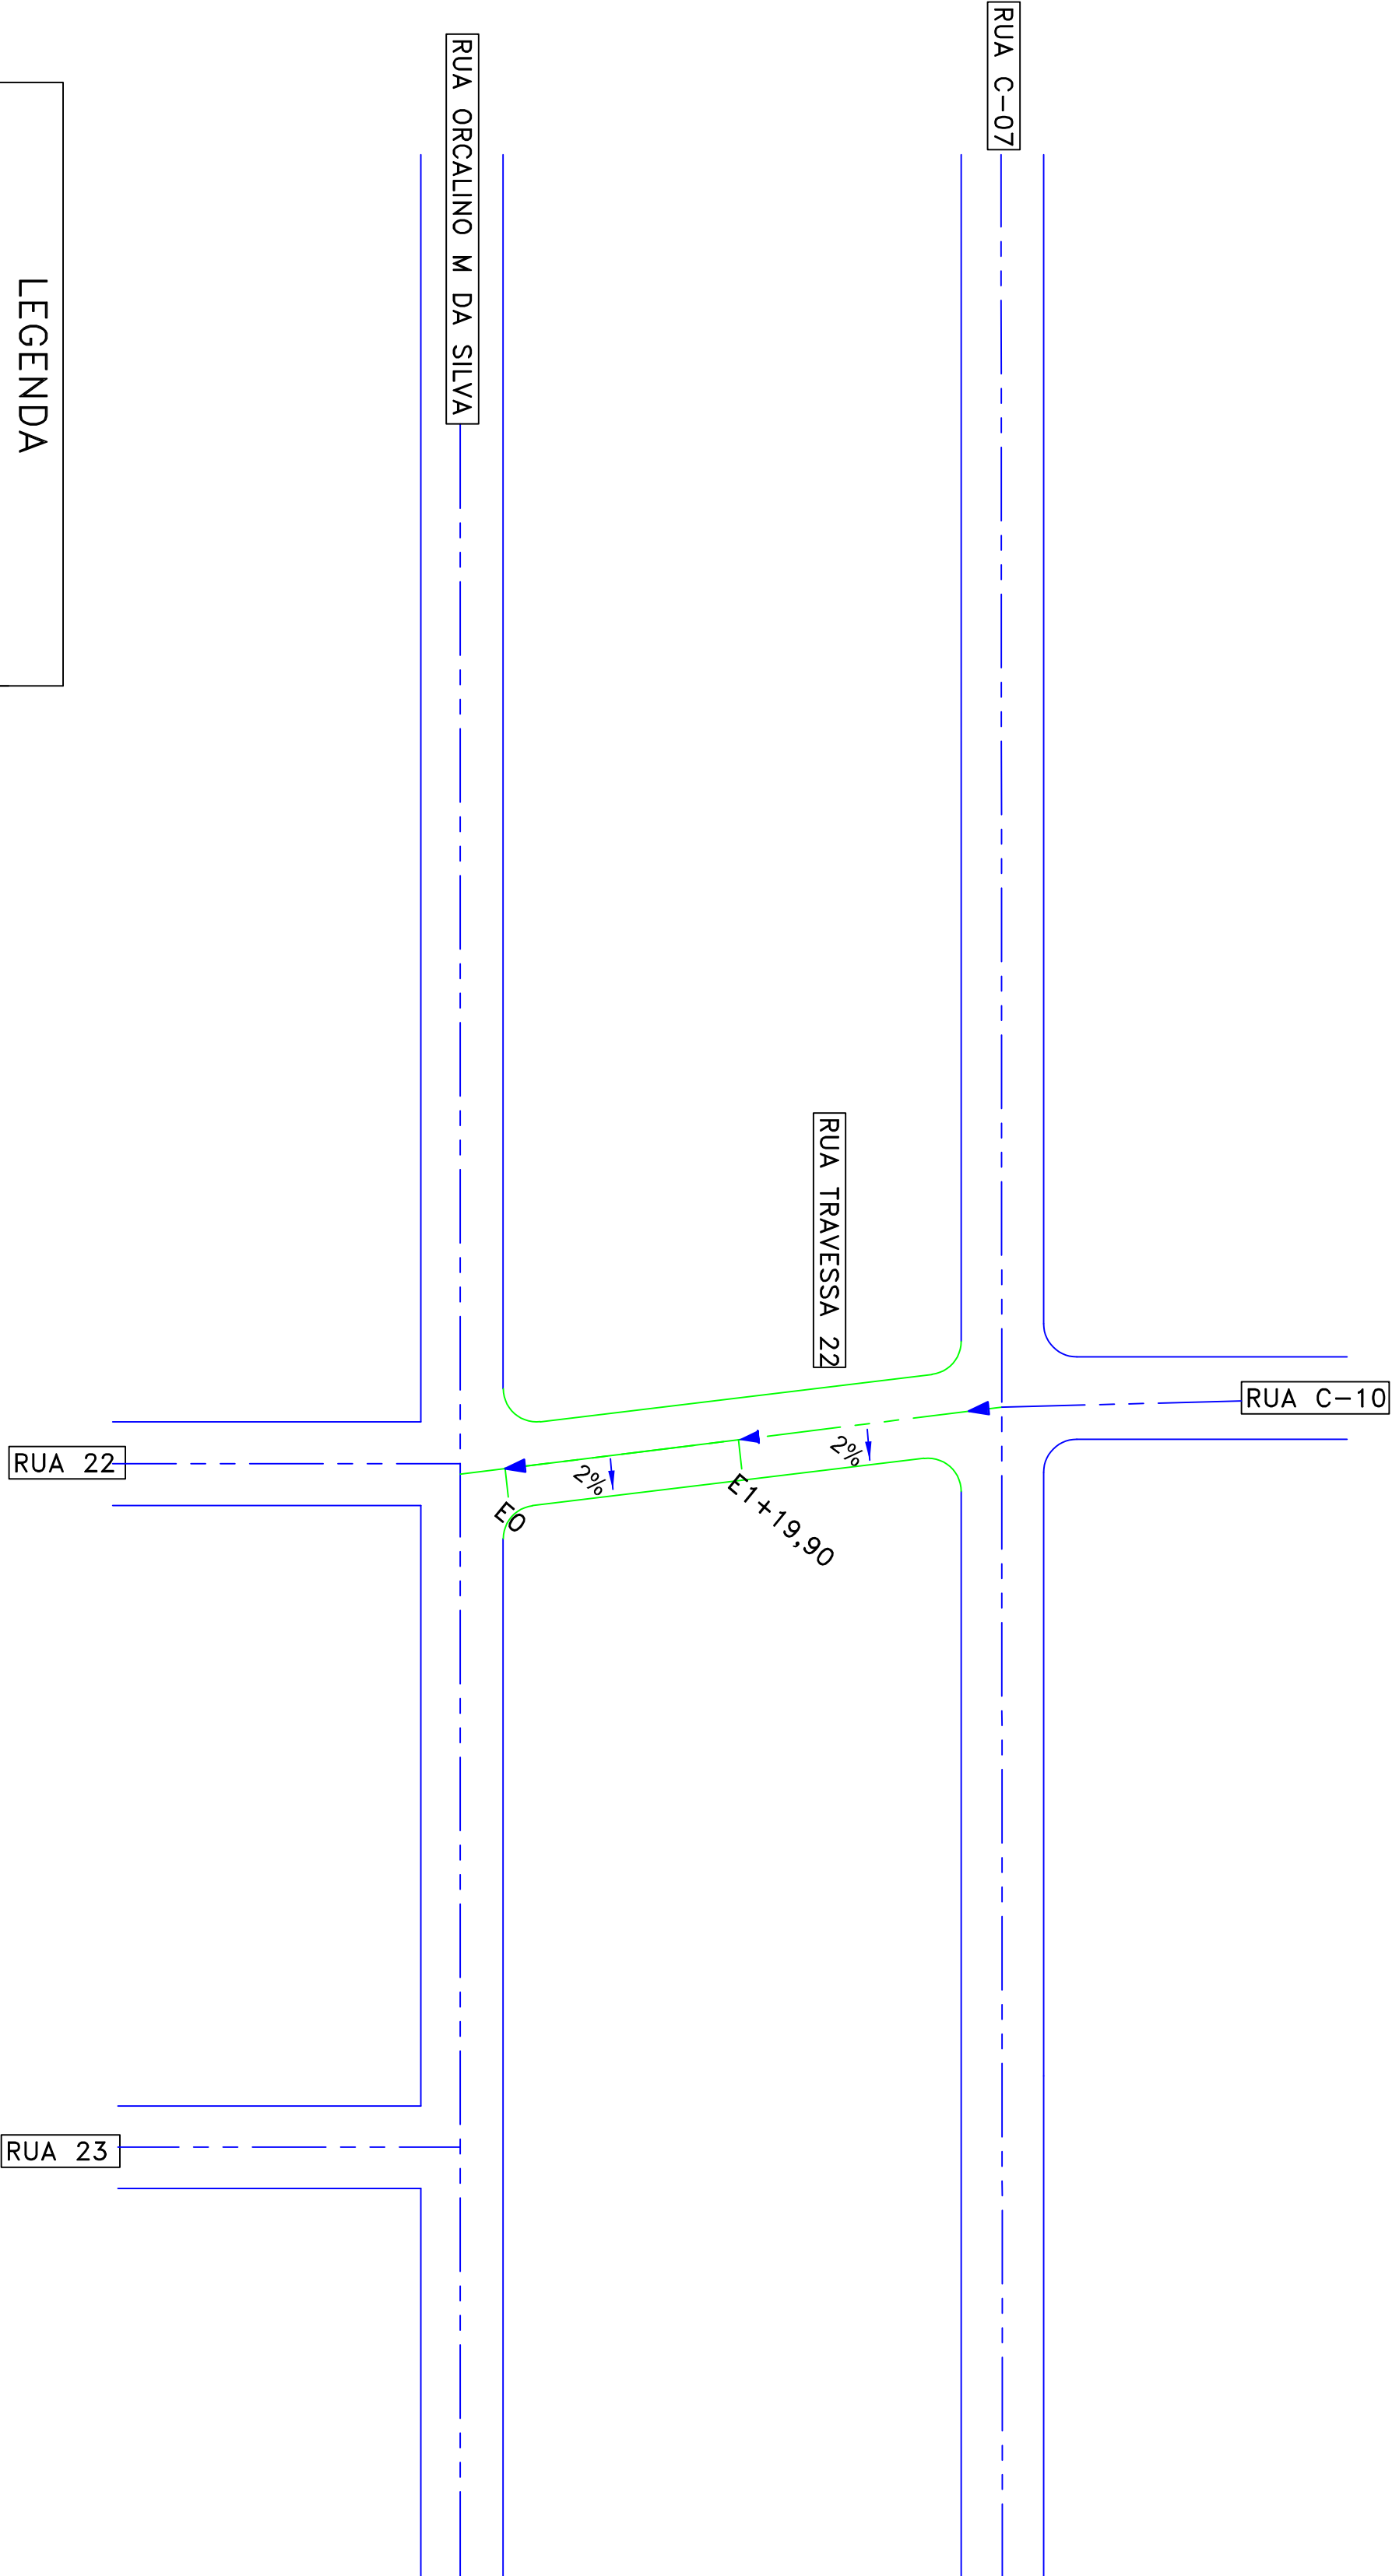 RUA C-07
RUA ORCALINO M DA SILVA
LEGENDA
RUA TRAVESSA 22
RUA C-10
RUA 22
2%
2%
E1+19,90
E0
RUA 23